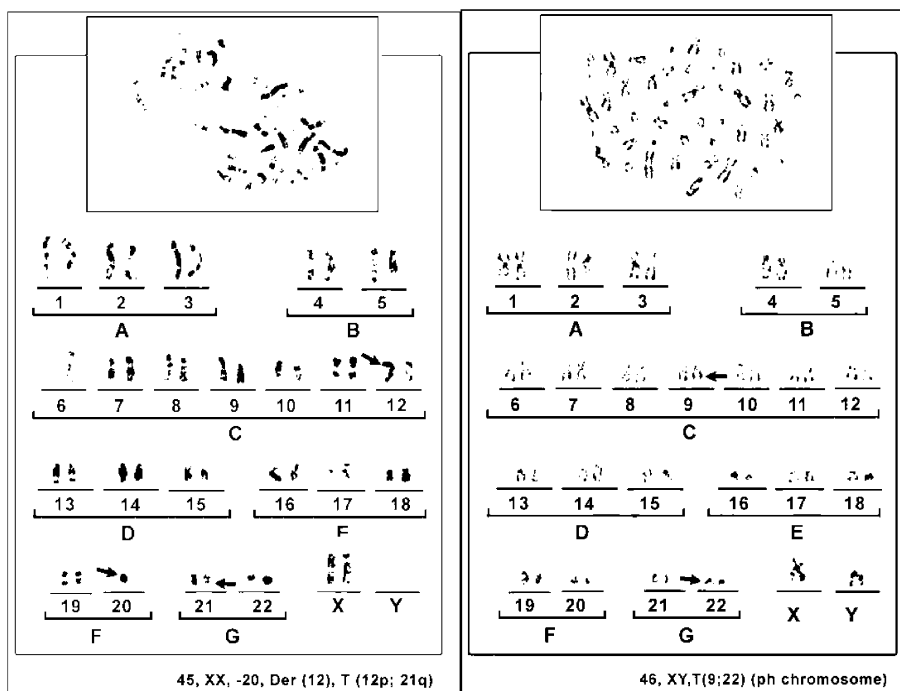 1 2 3 4 5
A B
6 7 8 9 10 11 12
C
13 14 15 16 17 18
D E
19 20 21 22 X Y
F G
45, XX, -20, Der (12), T (12p; 21q)
1 2 3 4 5
A B
6 7 8 9 10 11 12
C
13 14 15 16 17 18
D E
19 20 21 22 X Y
F G
46, XY,T(9;22) (ph chromosome)